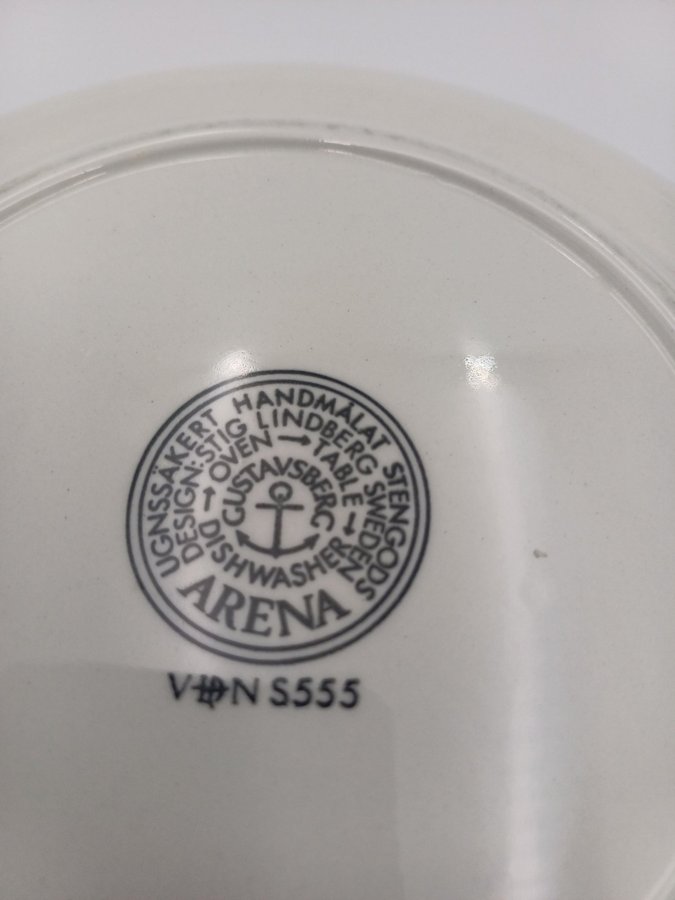 UGNSSÄKERT HANDMÅLAT STENGODS
DESIGN: STIG LINDBERG SWEDEN
OVEN → TABLE → DISHWASHER →
GUSTAVSBERG
ARENA
N S555